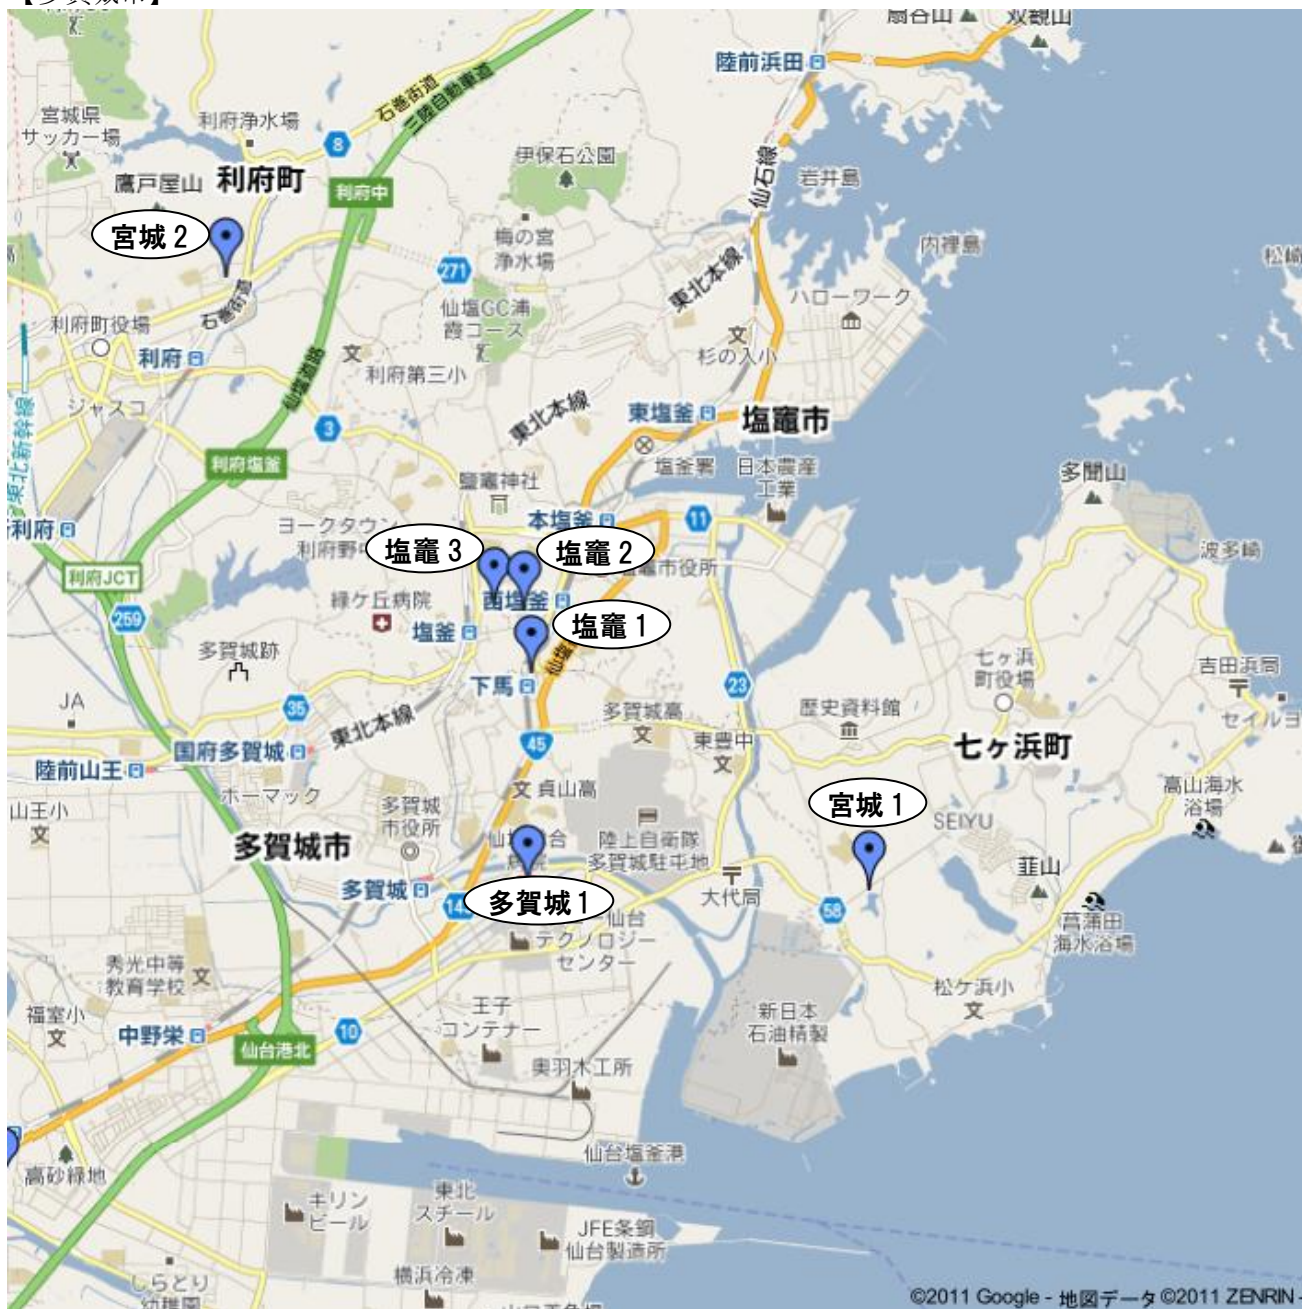 【多賀城市】
扇谷山
双観山
陸前浜田
石巻街道
三陸自動車道
宮城県
サッカー場
利府浄水場
8
伊保石公園
仙石線
鷹戸屋山
利府町
利府中
岩井島
宮城2
梅の宮
浄水場
内裡島
271
東北本線
松崎
石巻街道
仙塩GC浦
霞コース
ハローワーク
利府町役場
利府
杉の入小
仙塩道路
利府第三小
ジャスコ
東北本線
東塩釜
塩竈市
東北新幹線
3
塩釜署
日本農産
工業
利府塩釜
鹽竈神社
多聞山
新利府
ヨークタウン
利府野中
本塩釜
11
塩竈3
塩竈2
塩竈市役所
波多崎
利府JCT
緑ケ丘病院
西塩釜
259
塩釜
塩竈1
多賀城跡
七ヶ浜
町役場
吉田浜局
下馬
23
JA
35
多賀城高
歴史資料館
セイルヨ
東北本線
国府多賀城
45
東豊中
七ヶ浜町
陸前山王
ホーマック
貞山高
高山海水
浴場
山王小
多賀城
市役所
宮城1
SEIYU
多賀城市
陸上自衛隊
多賀城駐屯地
韮山
多賀城
大代局
多賀城1
58
仙台
テクノロジー
センター
菖蒲田
海水浴場
秀光中等
教育学校
松ケ浜小
福室小
王子
コンテナー
新日本
石油精製
中野栄
10
仙台港北
奥羽木工所
仙台塩釜港
高砂緑地
キリン
ビール
東北
スチール
JFE条鋼
仙台製造所
しらとり
幼稚園
横浜冷凍
©2011 Google - 地図データ ©2011 ZENRIN -